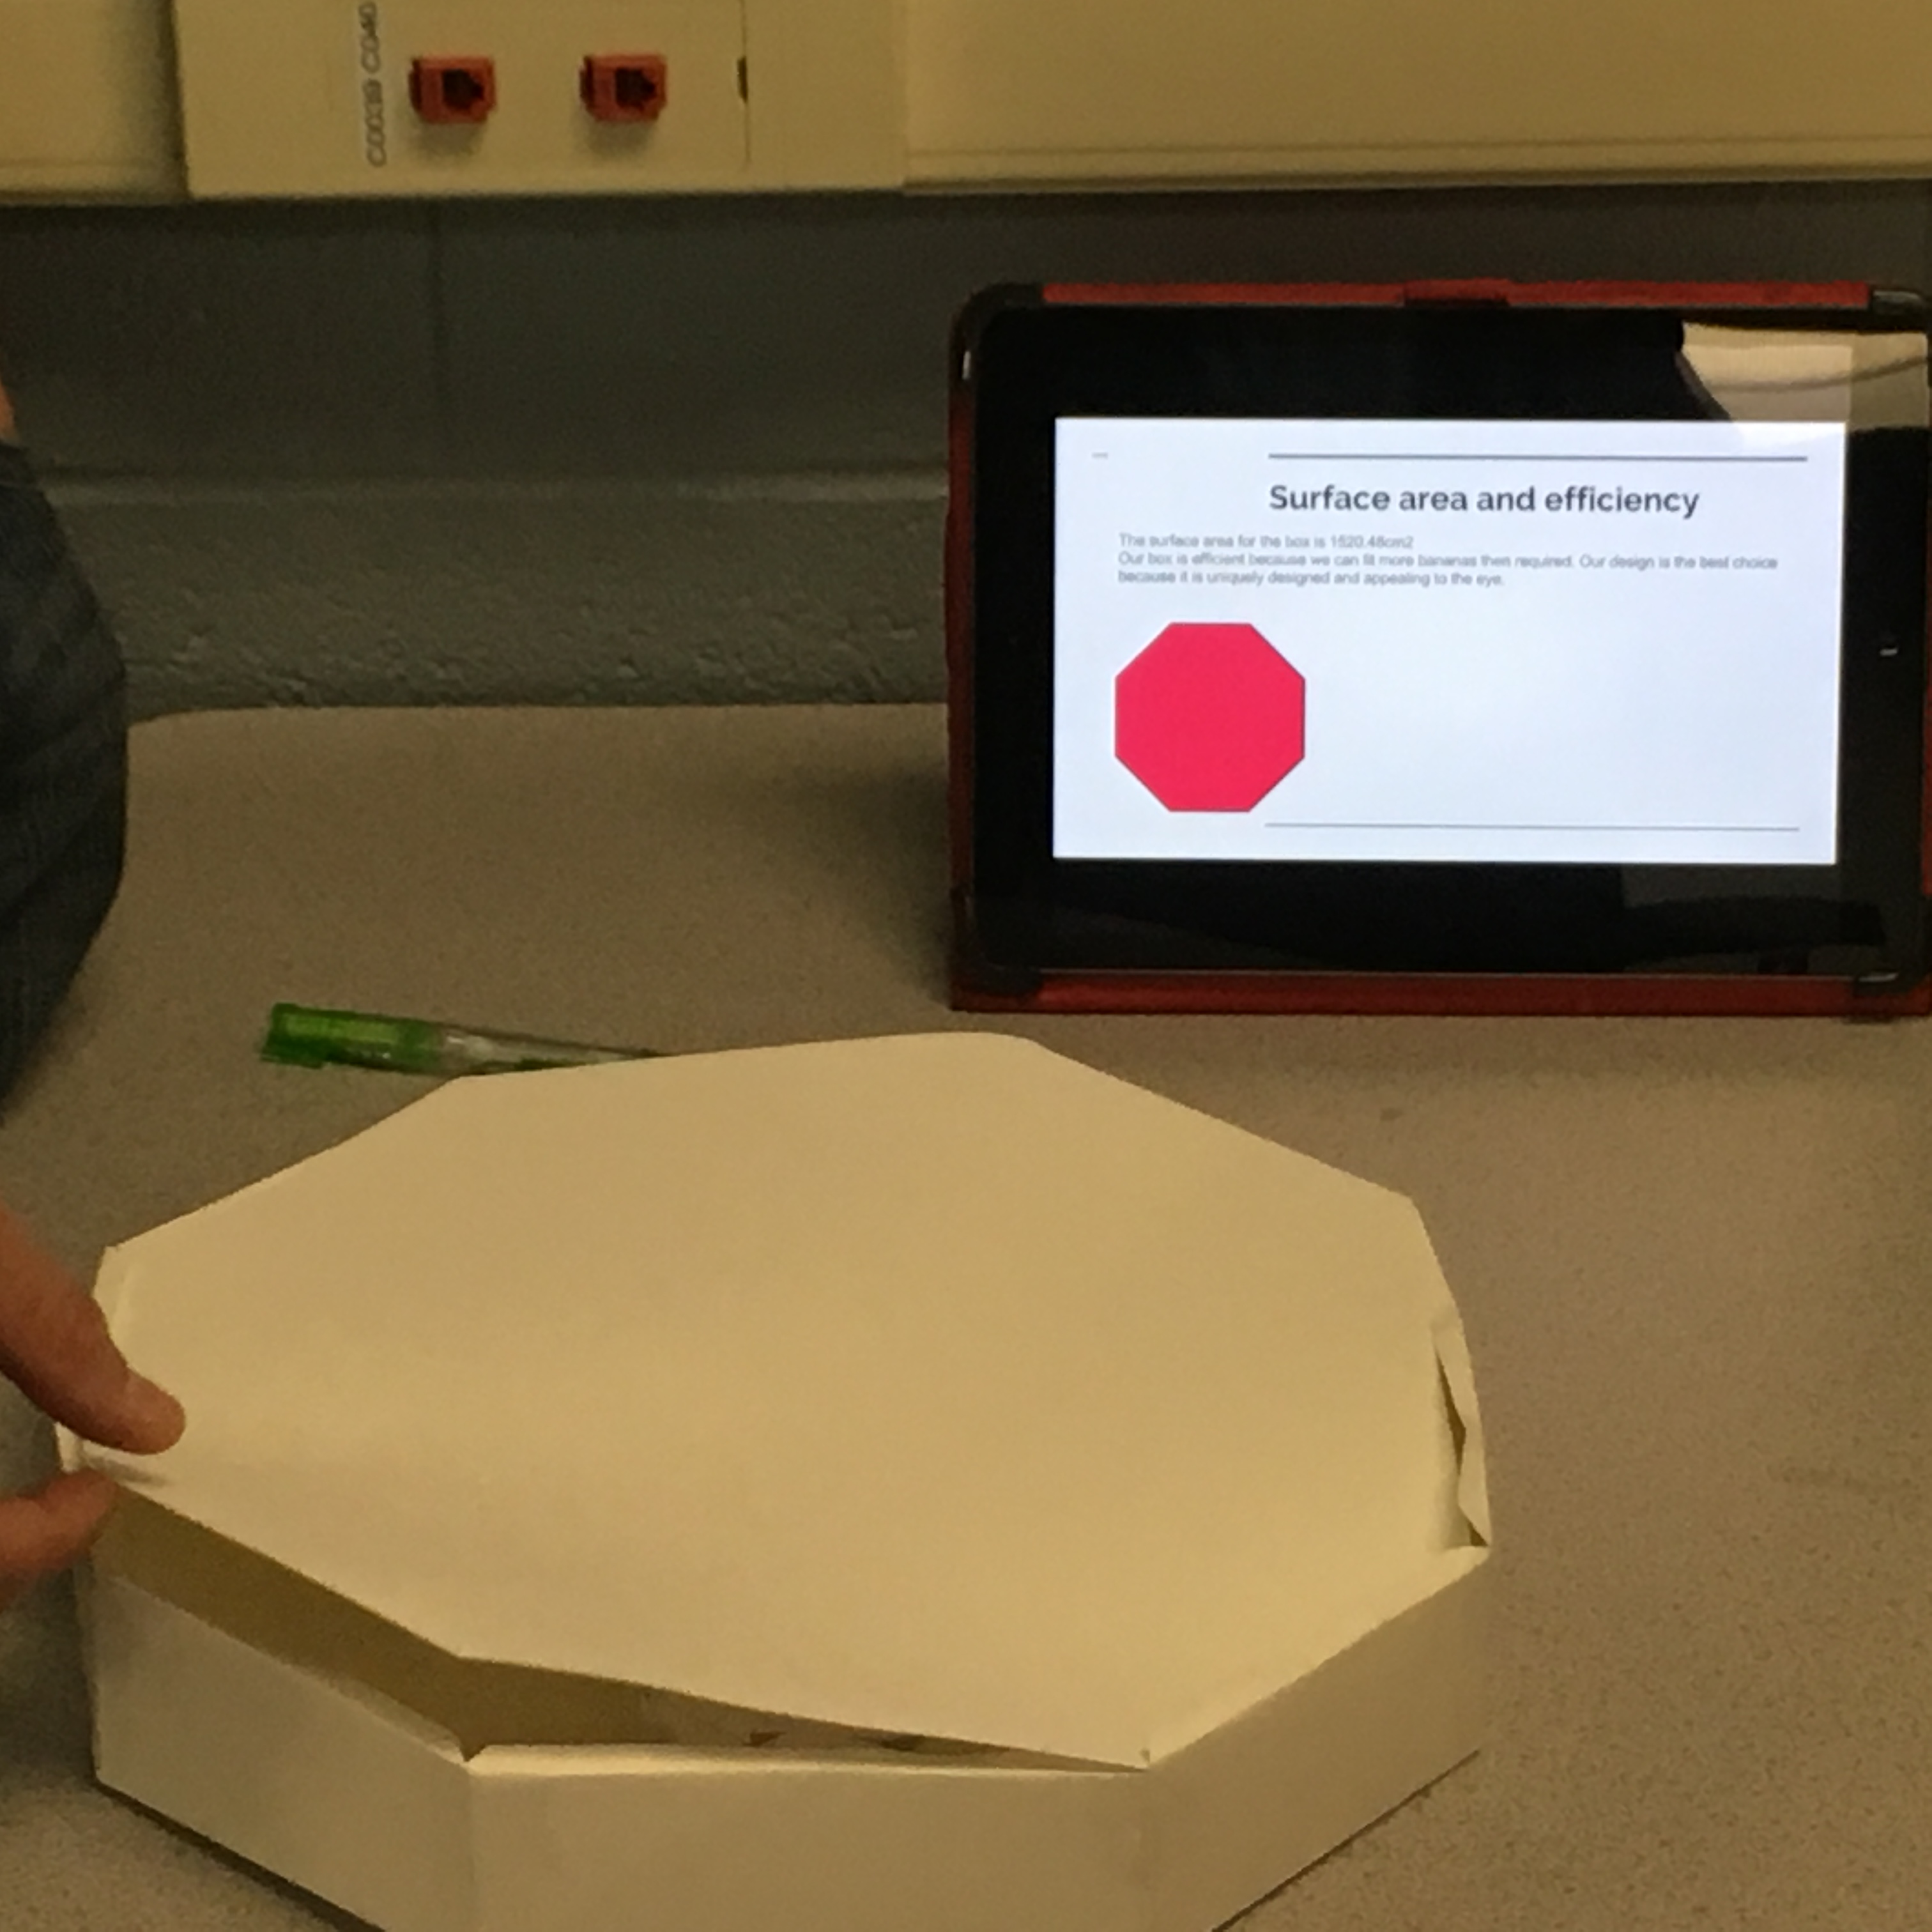 C0039 C040
Surface area and efficiency
The surface area for the box is 1520.48cm2
Our box is efficient because we can fit more bananas then required. Our design is the best choice
because it is uniquely designed and appealing to the eye.